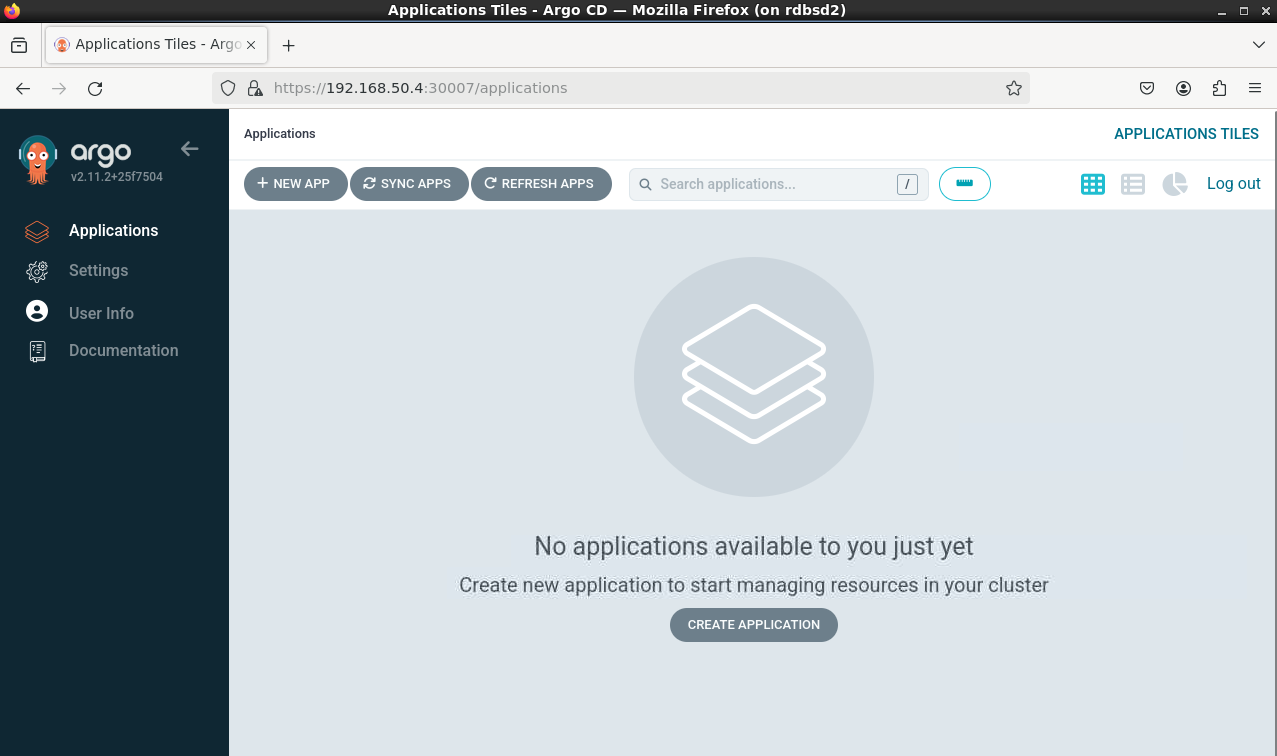 Applications Tiles - Argo CD — Mozilla Firefox (on rdbsd2)
Applications Tiles - Argo
https://192.168.50.4:30007/applications
argo
v2.11.2+25f7504
Applications
Settings
User Info
Documentation
Applications
APPLICATIONS TILES
+ NEW APP
SYNC APPS
REFRESH APPS
Search applications...
/
Log out
No applications available to you just yet
Create new application to start managing resources in your cluster
CREATE APPLICATION